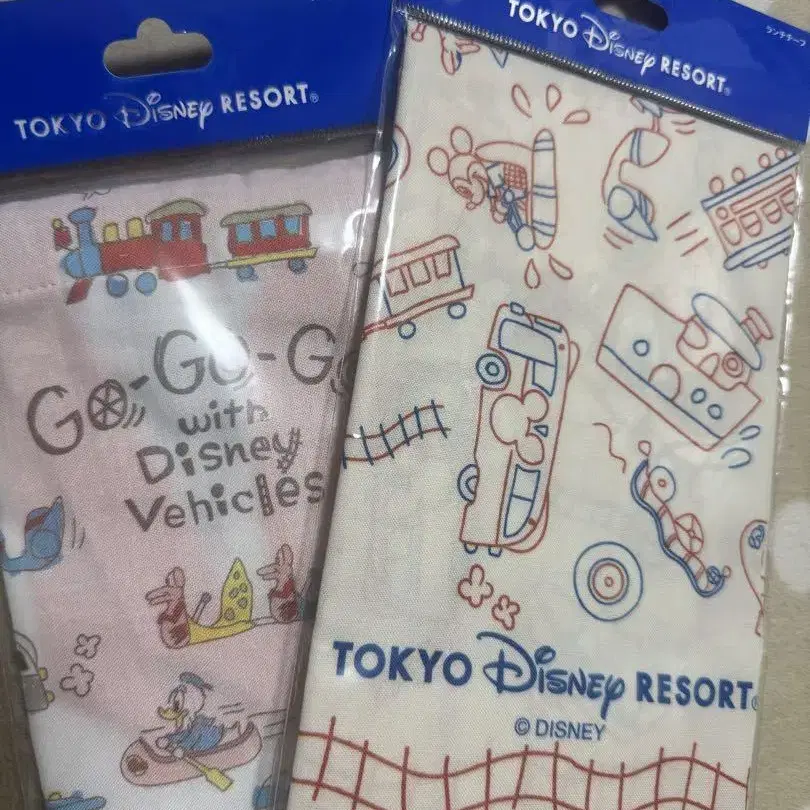 TOKYO Disney RESORT®
GO-GO-G
with
Disney
Vehicles
TOKYO Disney RESORT®
ランチクロス
TOKYO Disney RESORT®
© DISNEY